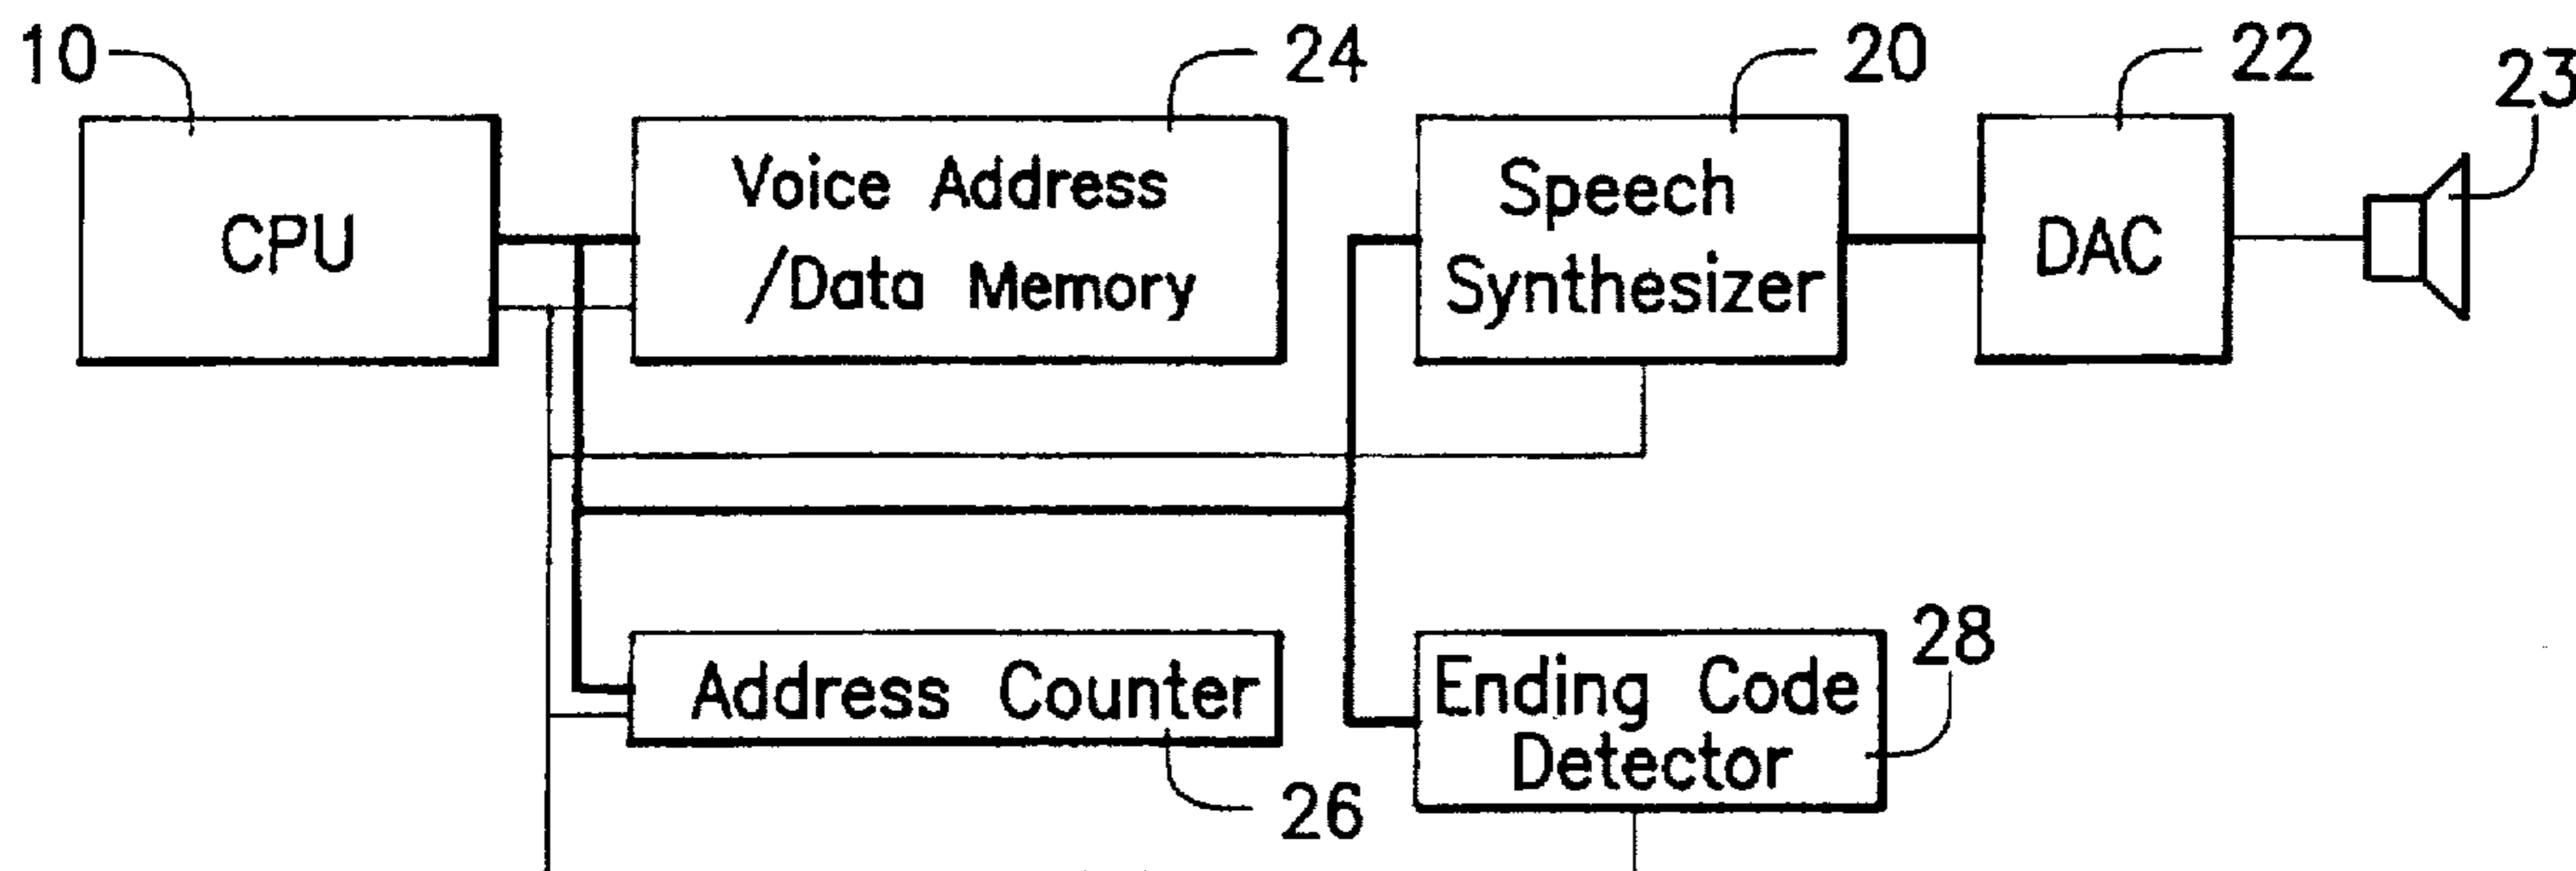 10
24
20
22
23
CPU
Voice Address
/Data Memory
Speech
Synthesizer
DAC
Address Counter
26
Ending Code
Detector
28